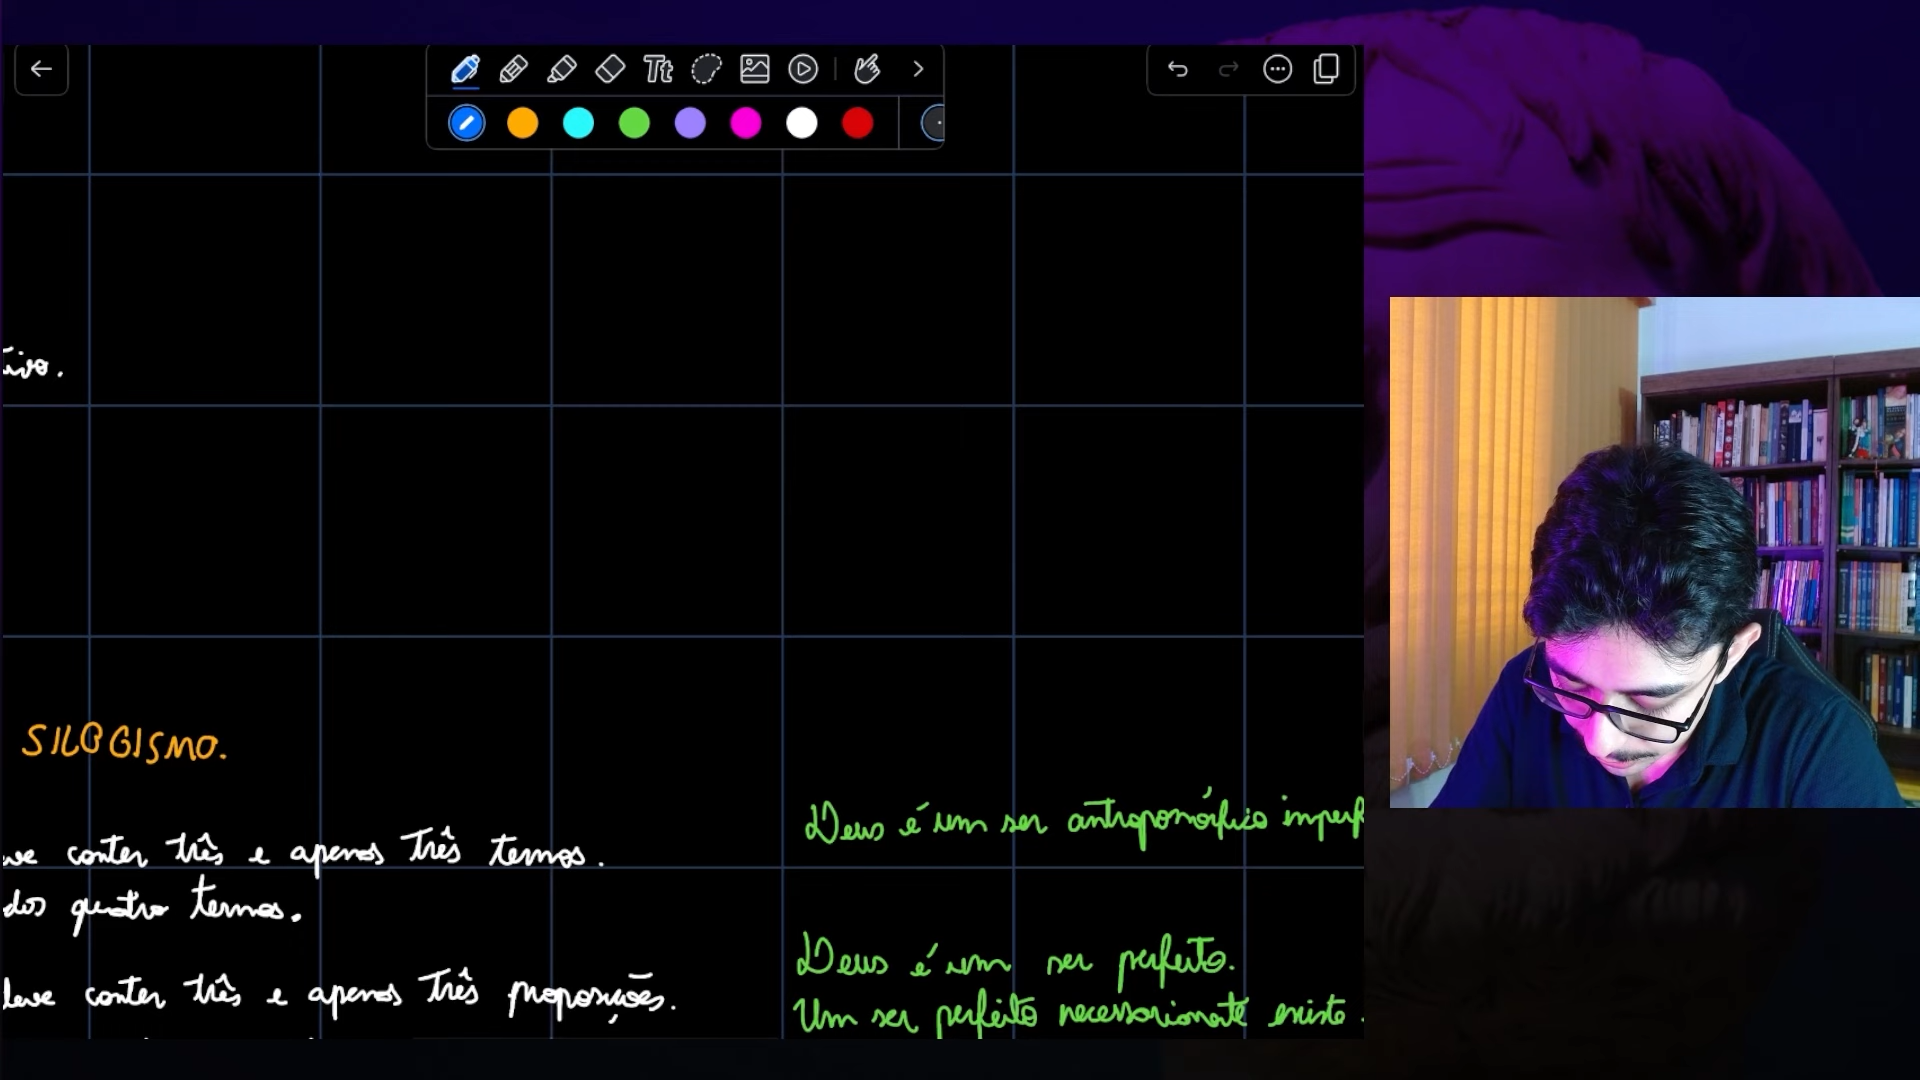 SILOGISMO.
conter três e apenas três termos.
dos quatro termos.
conter três e apenas três proposições.
Deus é um ser antropomórfico
Deus é um ser perfeito.
Um ser perfeito necessariamente existe.